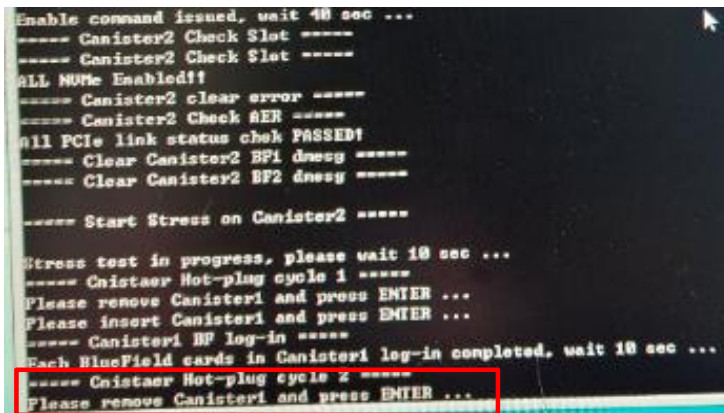 Enable command issued, wait 40 sec ...
----- Canister2 Check Slot -----
----- Canister2 Check Slot -----
ALL NVMe Enabled!!
----- Canister2 clear error -----
----- Canister2 Check AER -----
All PCIe link status chek PASSED!
----- Clear Canister2 BF1 dmesg -----
----- Clear Canister2 BF2 dmesg -----
----- Start Stress on Canister2 -----
Stress test in progress, please wait 10 sec ...
----- Cnistaer Hot-plug cycle 1 -----
Please remove Canister1 and press ENTER ...
Please insert Canister1 and press ENTER ...
----- Canister1 BF log-in -----
Each BlueField cards in Canister1 log-in completed, wait 10 sec ...
----- Cnistaer Hot-plug cycle 2 -----
Please remove Canister1 and press ENTER ...